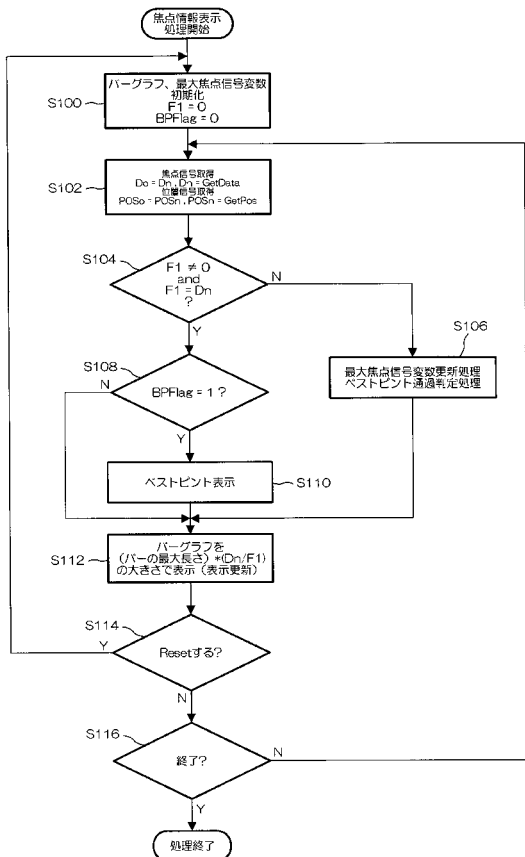 焦点情報表示
処理開始
S100
バーグラフ、最大焦点信号変数
初期化
F1 = 0
BPFlag = 0
S102
焦点信号取得
Do = Dn , Dn = GetData
位置信号取得
POSo = POSn , POSn = GetPos
S104
F1 ≠ 0
and
F1 = Dn
?
N
Y
S106
最大焦点信号変数更新処理
ベストピント通過判定処理
S108
N
BPFlag = 1 ?
Y
ベストピント表示
S110
S112
バーグラフを
(バーの最大長さ) *(Dn/F1)
の大きさで表示 (表示更新)
S114
Y
Resetする?
N
S116
終了?
N
Y
処理終了